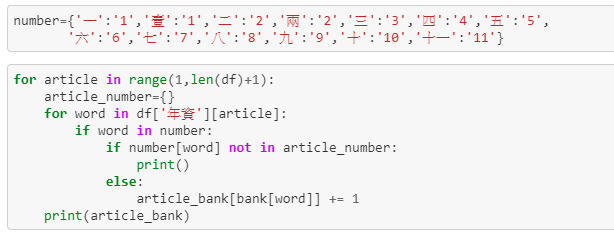 number={'一':'1','壹':'1','二':'2','兩':'2','三':'3','四':'4','五':'5',
'六':'6','七':'7','八':'8','九':'9','十':'10','十一':'11'}
for article in range(1,len(df)+1):
article_number={}
for word in df['年資'][article]:
if word in number:
if number[word] not in article_number:
print()
else:
article_bank[bank[word]] += 1
print(article_bank)